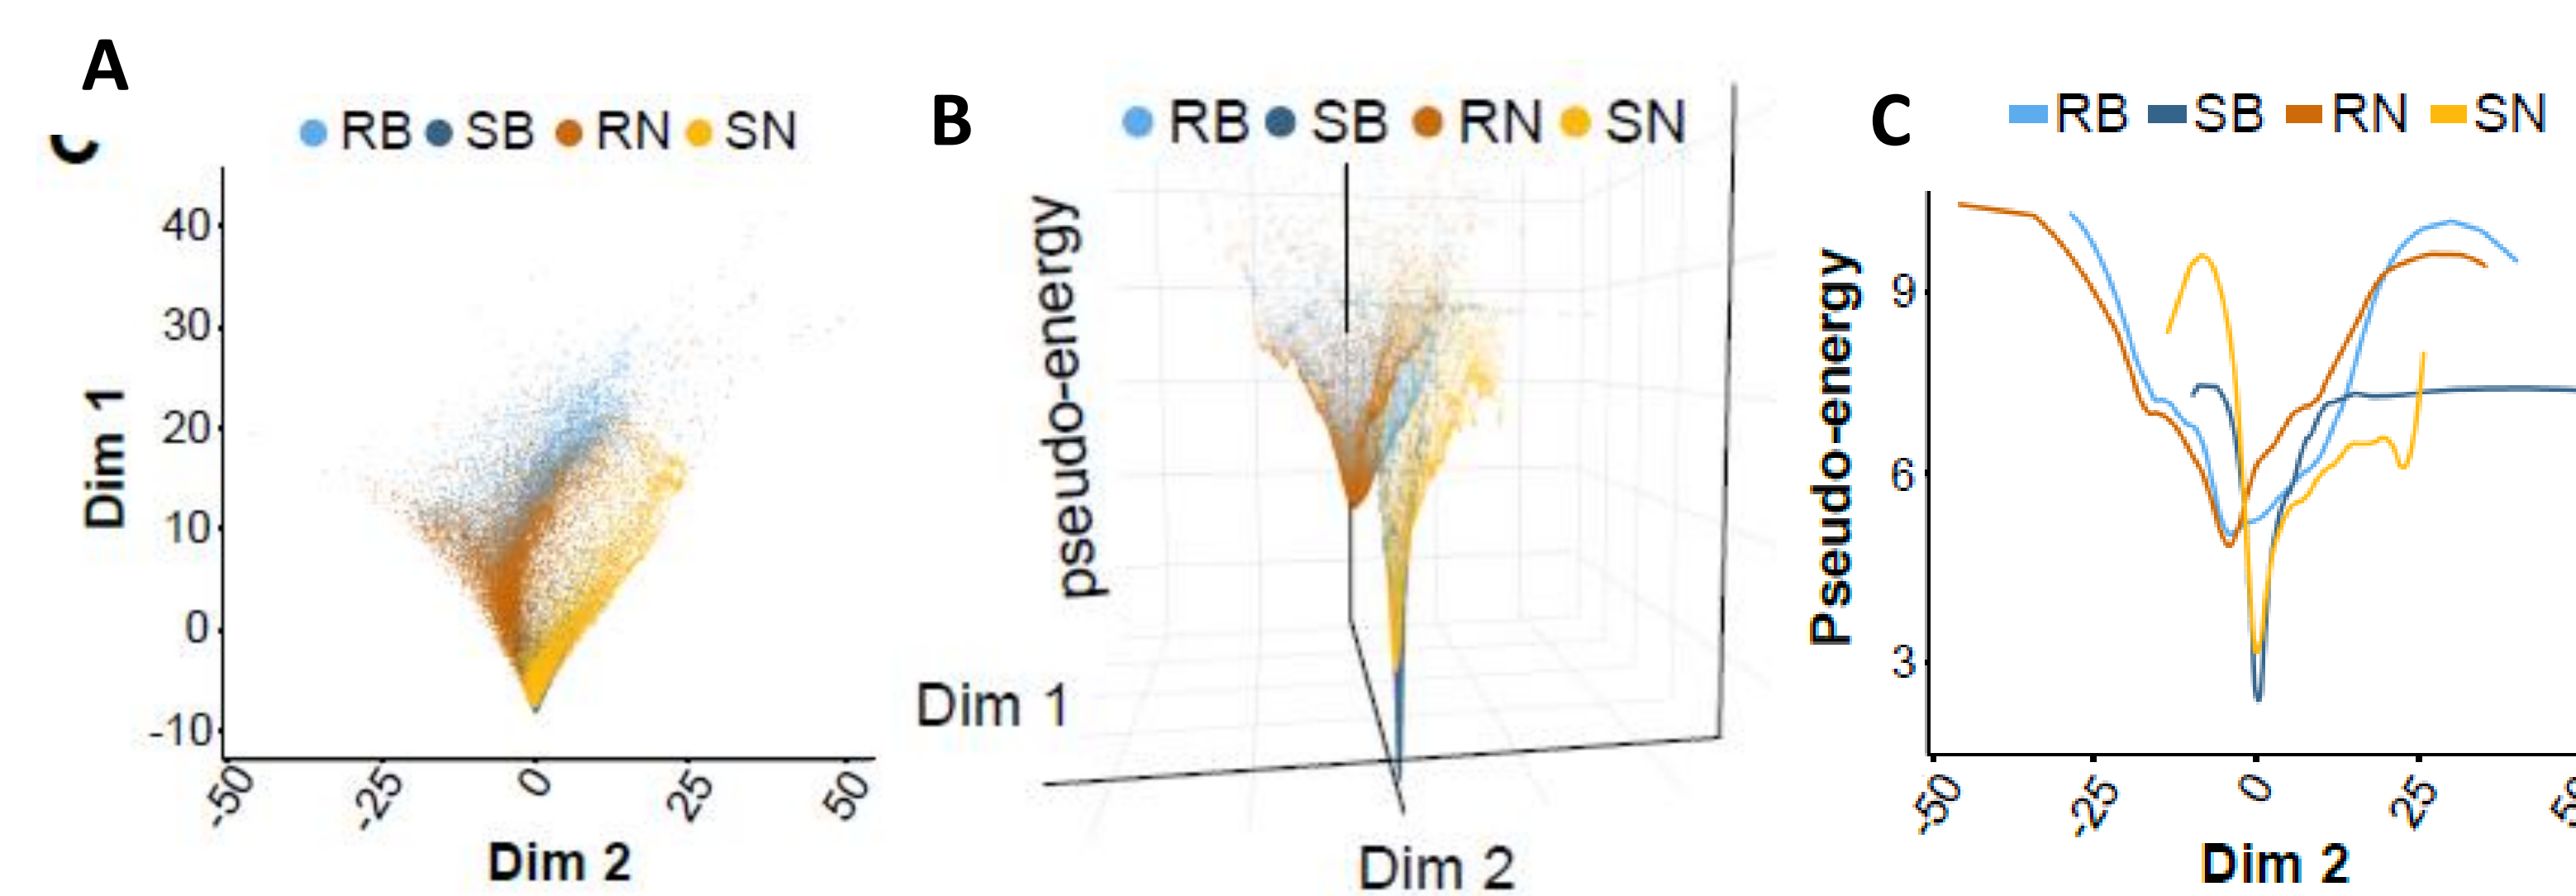 A
RB SB RN SN
40
30
20
10
0
-10
Dim 1
-50 -25 0 25 50
Dim 2
B
RB SB RN SN
pseudo-energy
Dim 1
Dim 2
C
RB SB RN SN
9
6
3
Pseudo-energy
-50 -25 0 25
Dim 2